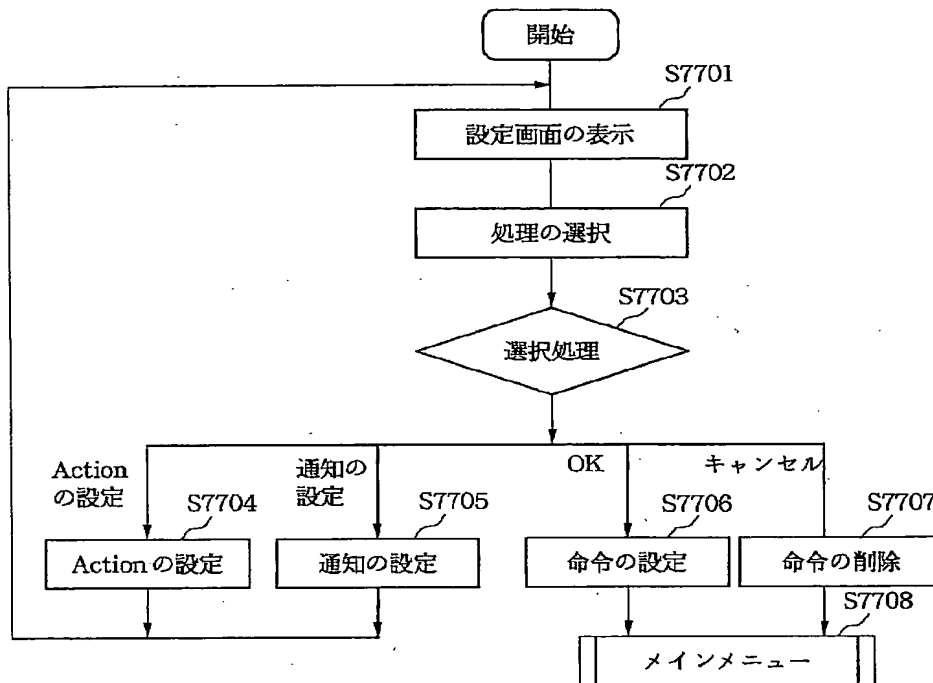 開始
S7701
設定画面の表示
S7702
処理の選択
S7703
選択処理
Action
の設定
通知の
設定
OK
キャンセル
S7704
S7705
S7706
S7707
Actionの設定
通知の設定
命令の設定
命令の削除
S7708
メインメニュー